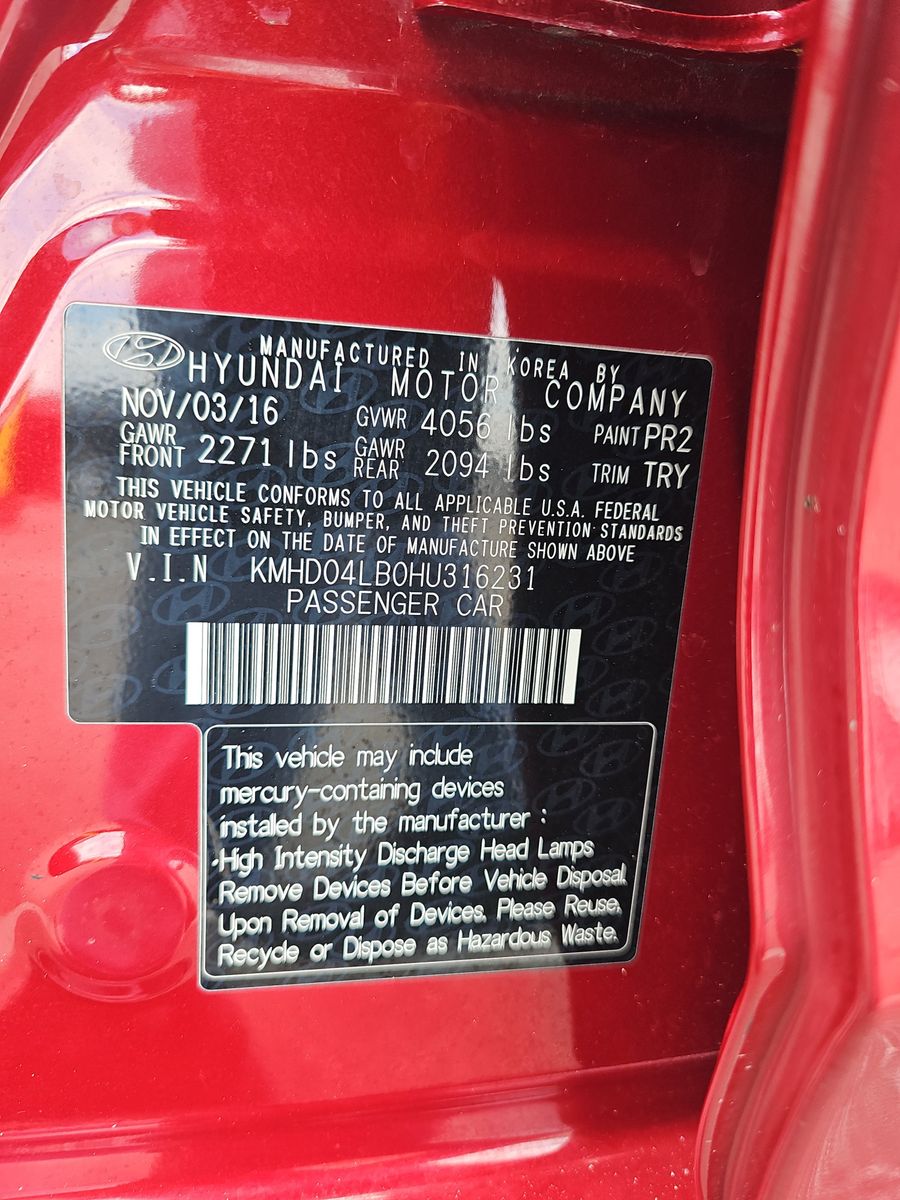 MANUFACTURED IN KOREA BY
HYUNDAI MOTOR COMPANY
NOV/03/16 GVWR 4056 lbs PAINT PR2
GAWR FRONT 2271 lbs GAWR REAR 2094 lbs TRIM TRY
THIS VEHICLE CONFORMS TO ALL APPLICABLE U.S.A. FEDERAL
MOTOR VEHICLE SAFETY, BUMPER, AND THEFT PREVENTION STANDARDS
IN EFFECT ON THE DATE OF MANUFACTURE SHOWN ABOVE
V.I.N KMHD04LB0HU316231
PASSENGER CAR
This vehicle may include
mercury-containing devices
installed by the manufacturer :
-High Intensity Discharge Head Lamps
Remove Devices Before Vehicle Disposal.
Upon Removal of Devices, Please Reuse,
Recycle or Dispose as Hazardous Waste.